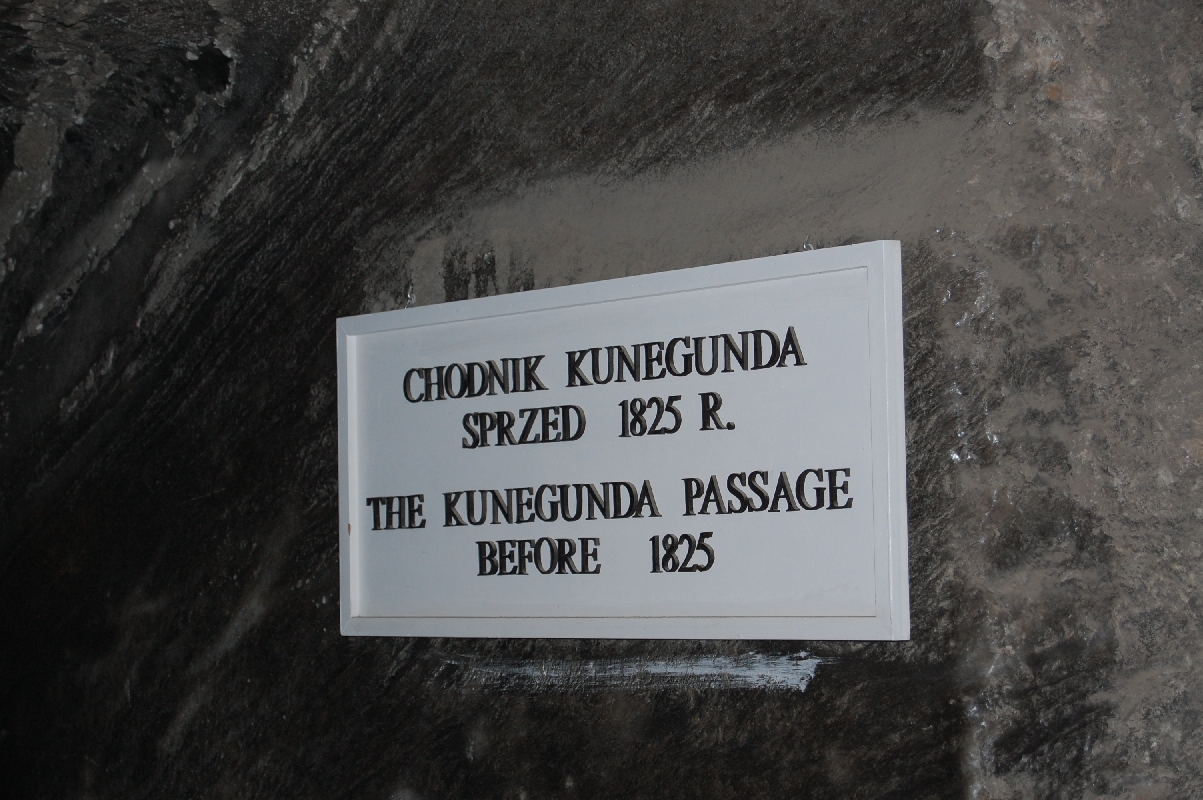 CHODNIK KUNEGUNDA
SPRZED 1825 R.
THE KUNEGUNDA PASSAGE
BEFORE 1825